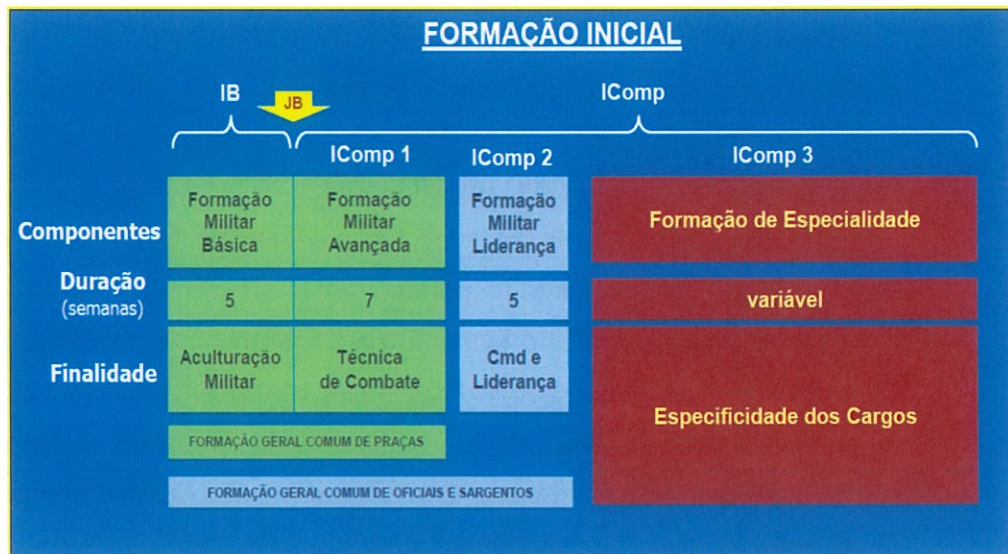 FORMAÇÃO INICIAL
IB
JB
IComp
IComp 1
IComp 2
IComp 3
Componentes
Formação
Militar
Básica
Formação
Militar
Avançada
Formação
Militar
Liderança
Formação de Especialidade
Duração
(semanas)
5
7
5
variável
Finalidade
Aculturação
Militar
Técnica
de Combate
Cmd e
Liderança
Especificidade dos Cargos
FORMAÇÃO GERAL COMUM DE PRAÇAS
FORMAÇÃO GERAL COMUM DE OFICIAIS E SARGENTOS